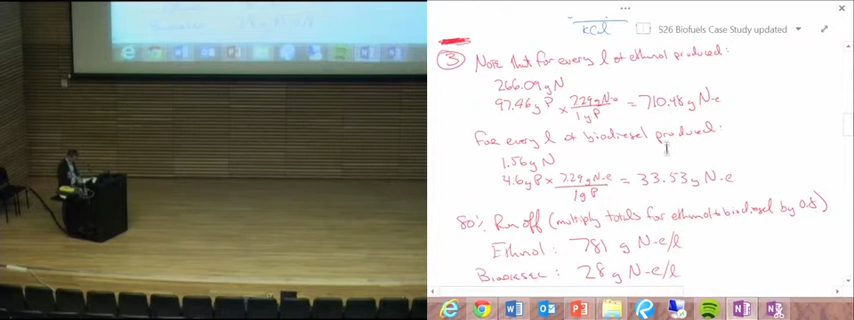 KCal
S26 Biofuels Case Study updated
③ Note that for every l of ethanol produced:
266.09 g N
97.46 g P × 7.29 g N-e / 1 g P = 710.48 g N-e
For every l of biodiesel produced:
1.56 g N
4.6 g P × 7.29 g N-e / 1 g P = 33.53 g N-e
80% Run off (multiply totals for ethanol + biodiesel by 0.8)
Ethanol: 781 g N-e/l
Biodiesel: 28 g N-e/l